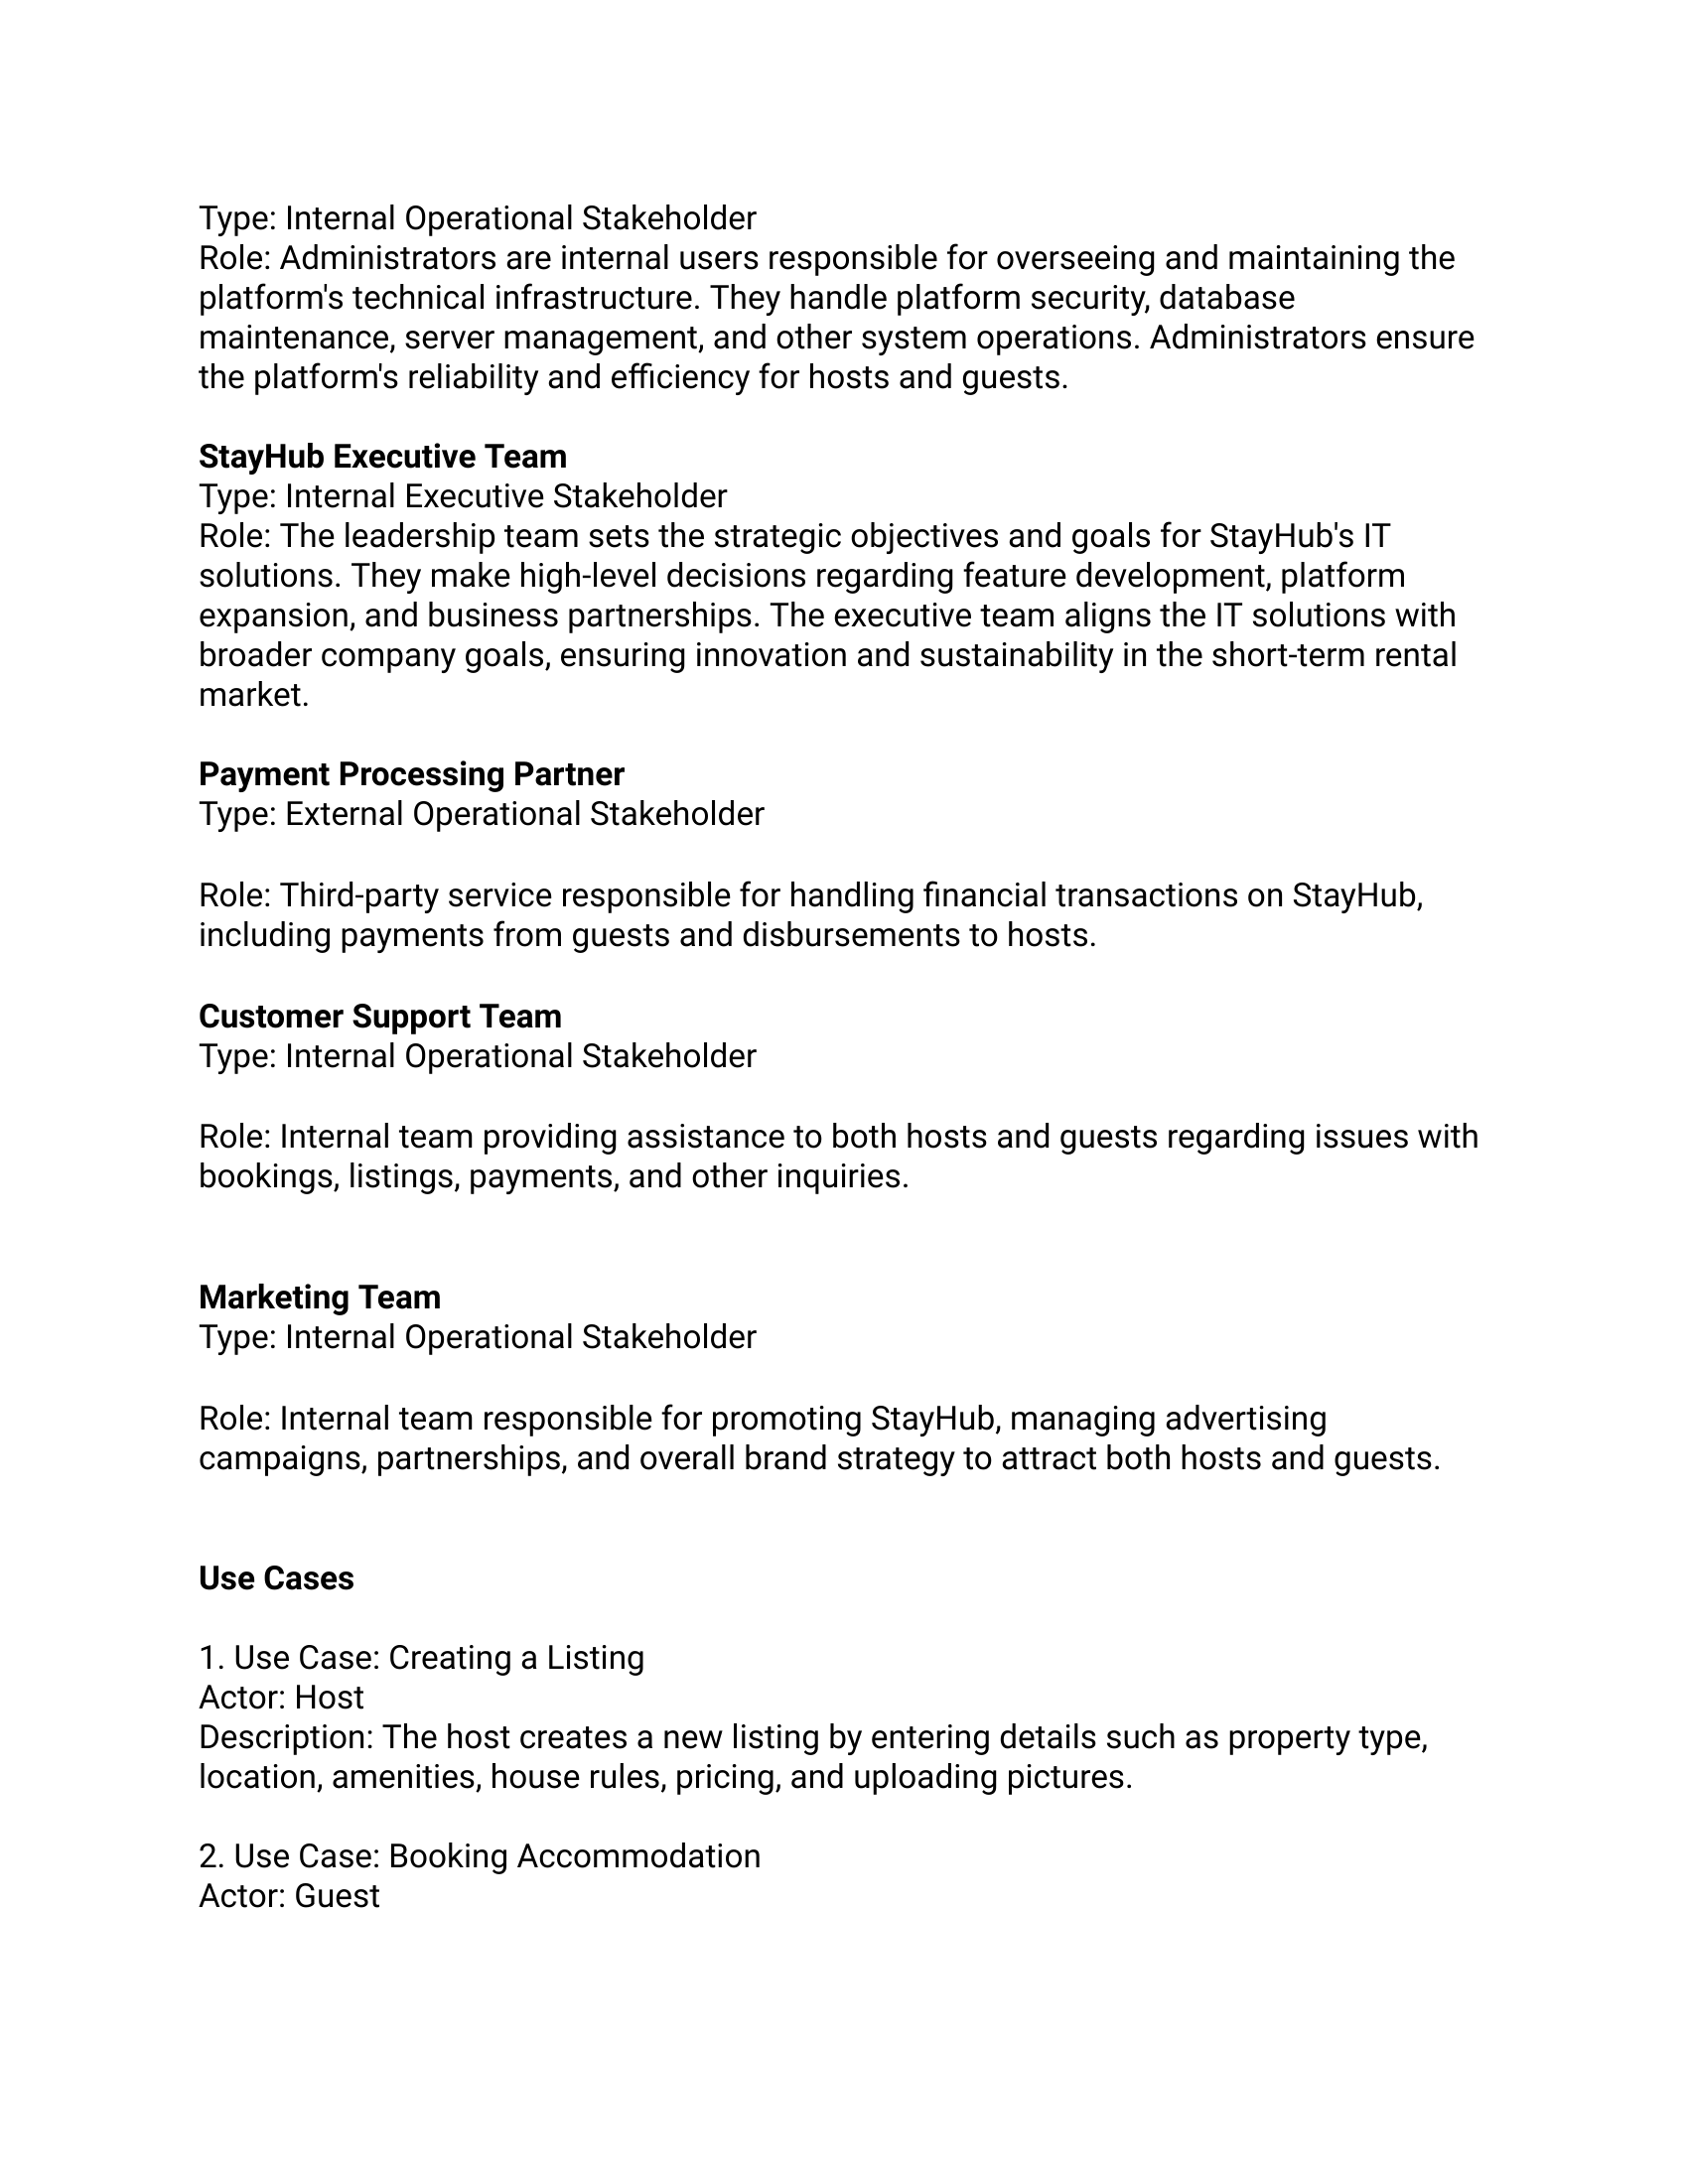 Type: Internal Operational Stakeholder
Role: Administrators are internal users responsible for overseeing and maintaining the
platform's technical infrastructure. They handle platform security, database
maintenance, server management, and other system operations. Administrators ensure
the platform's reliability and efficiency for hosts and guests.
StayHub Executive Team
Type: Internal Executive Stakeholder
Role: The leadership team sets the strategic objectives and goals for StayHub's IT
solutions. They make high-level decisions regarding feature development, platform
expansion, and business partnerships. The executive team aligns the IT solutions with
broader company goals, ensuring innovation and sustainability in the short-term rental
market.
Payment Processing Partner
Type: External Operational Stakeholder
Role: Third-party service responsible for handling financial transactions on StayHub,
including payments from guests and disbursements to hosts.
Customer Support Team
Type: Internal Operational Stakeholder
Role: Internal team providing assistance to both hosts and guests regarding issues with
bookings, listings, payments, and other inquiries.
Marketing Team
Type: Internal Operational Stakeholder
Role: Internal team responsible for promoting StayHub, managing advertising
campaigns, partnerships, and overall brand strategy to attract both hosts and guests.
Use Cases
1. Use Case: Creating a Listing
Actor: Host
Description: The host creates a new listing by entering details such as property type,
location, amenities, house rules, pricing, and uploading pictures.
2. Use Case: Booking Accommodation
Actor: Guest